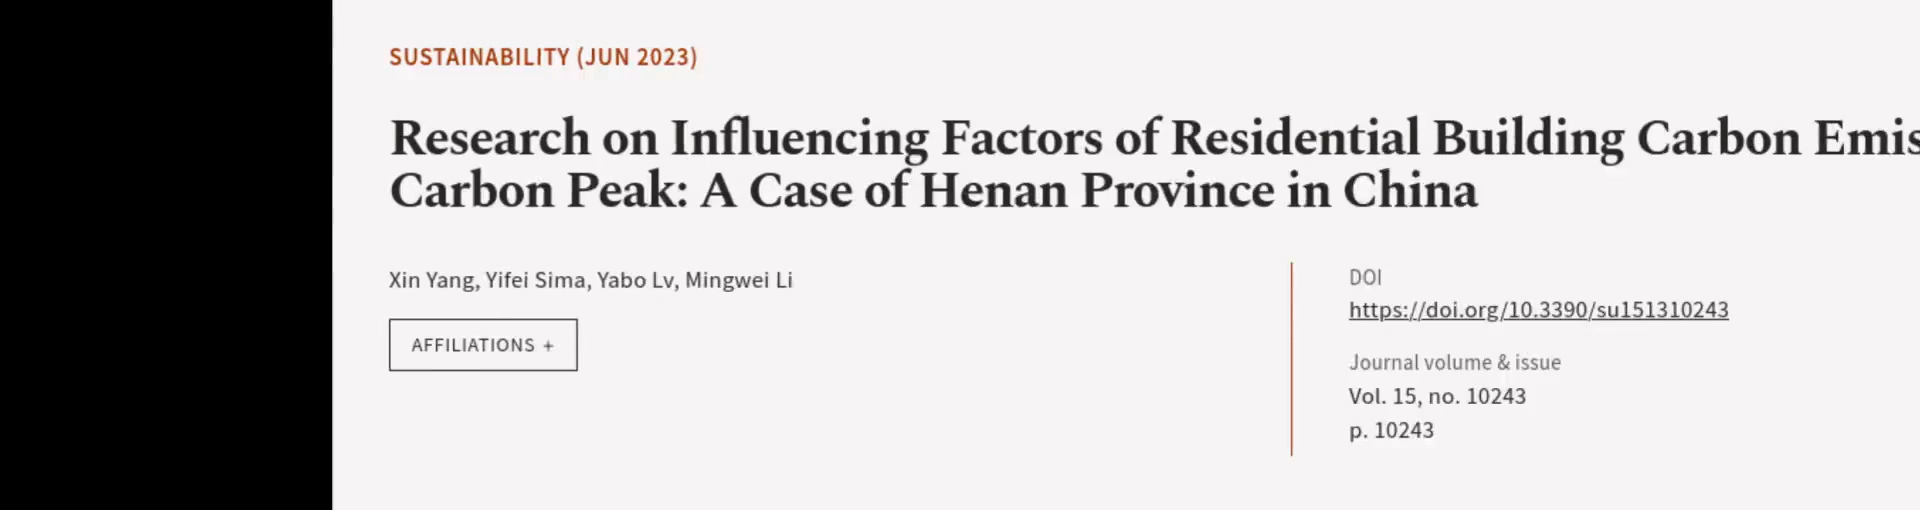 SUSTAINABILITY (JUN 2023)
Research on Influencing Factors of Residential Building Carbon Emis
Carbon Peak: A Case of Henan Province in China
Xin Yang, Yifei Sima, Yabo Lv, Mingwei Li
AFFILIATIONS +
DOI
https://doi.org/10.3390/su151310243
Journal volume & issue
Vol. 15, no. 10243
p. 10243